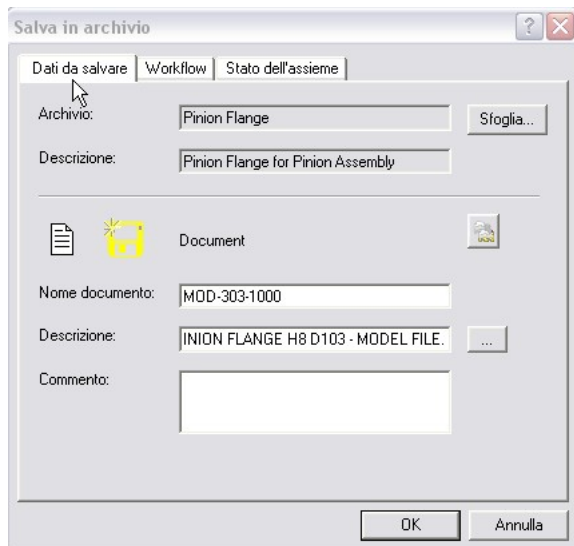 Salva in archivio
Dati da salvare Workflow Stato dell'assieme
Archivio: Pinion Flange Sfoglia...
Descrizione: Pinion Flange for Pinion Assembly
Document
Nome documento: MOD-303-1000
Descrizione: INION FLANGE H8 D103 - MODEL FILE. ...
Commento:
OK Annulla